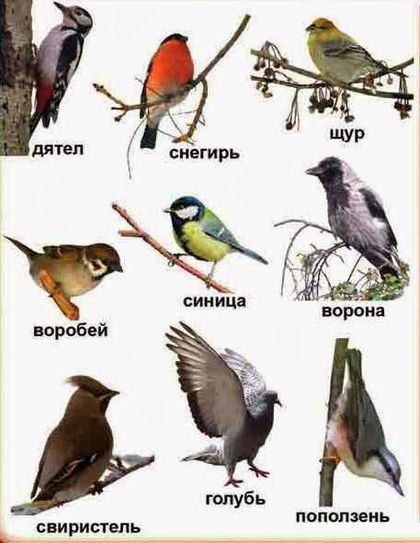 дятел
снегирь
щур
воробей
синица
ворона
свиристель
голубь
поползень